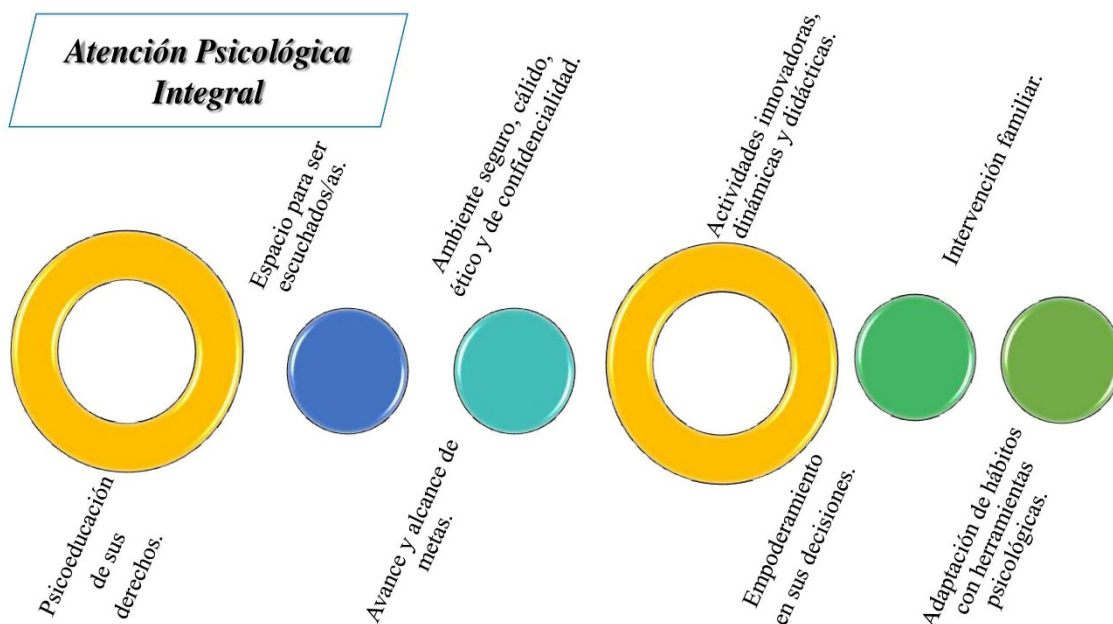 Atención Psicológica
Integral
Espacio para ser
escuchados/as.
Ambiente seguro, cálido,
ético y de confidencialidad.
Actividades innovadoras,
dinámicas y didácticas.
Intervención familiar.
Psicoeducación
de sus
derechos.
Avance y alcance de
metas.
Empoderamiento
en sus decisiones.
Adaptación de hábitos
con herramientas
psicológicas.